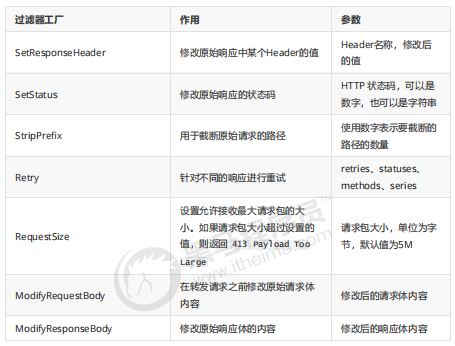 过滤器工厂 作用 参数
SetResponseHeader 修改原始响应中某个Header的值 Header名称，修改后
的值
SetStatus 修改原始响应的状态码 HTTP 状态码，可以是
数字，也可以是字符串
StripPrefix 用于截断原始请求的路径 使用数字表示要截断的
路径的数量
Retry 针对不同的响应进行重试 retries、statuses、
methods、series
RequestSize 设置允许接收最大请求包的大
小。如果请求包大小超过设置的
值，则返回 413 Payload Too
Large
请求包大小，单位为字
节，默认值为5M
ModifyRequestBody 在转发请求之前修改原始请求体
内容
修改后的请求体内容
ModifyResponseBody 修改原始响应体的内容 修改后的响应体内容
黑马程序员
www.itheima.com